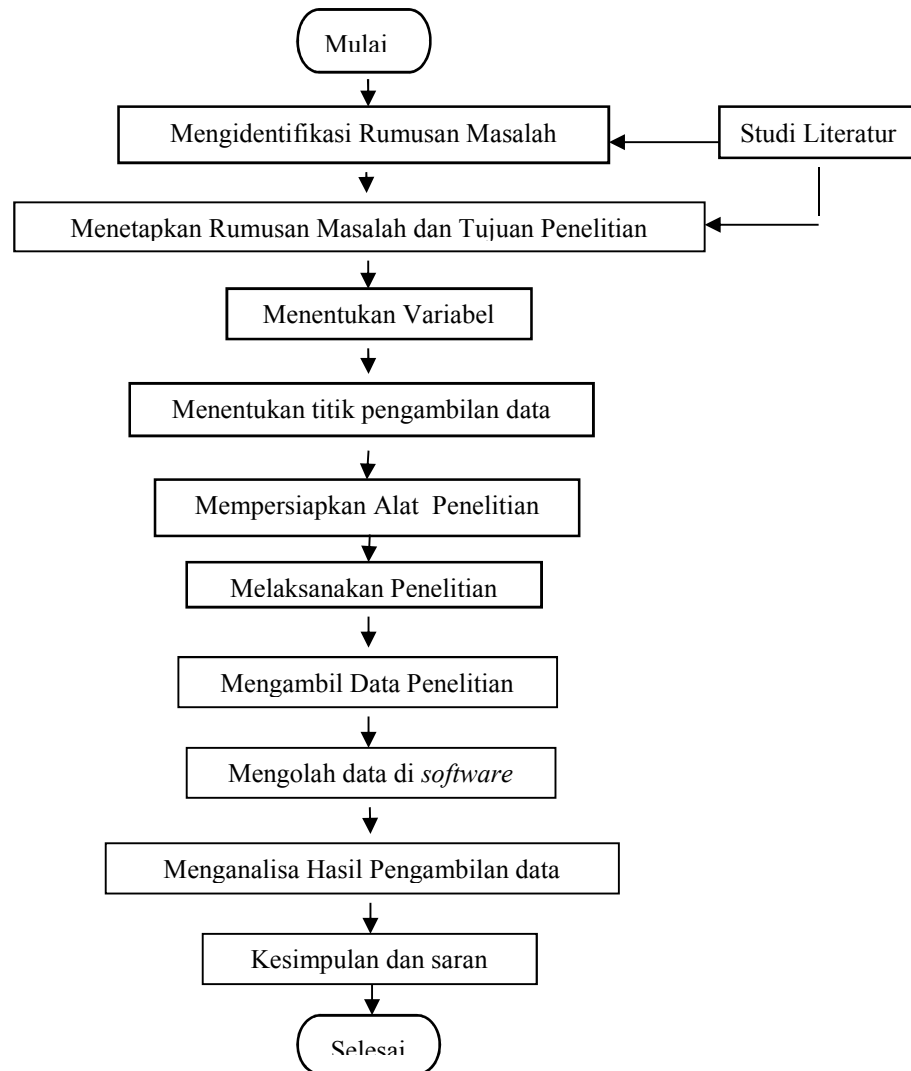 Mulai
Mengidentifikasi Rumusan Masalah
Studi Literatur
Menetapkan Rumusan Masalah dan Tujuan Penelitian
Menentukan Variabel
Menentukan titik pengambilan data
Mempersiapkan Alat Penelitian
Melaksanakan Penelitian
Mengambil Data Penelitian
Mengolah data di software
Menganalisa Hasil Pengambilan data
Kesimpulan dan saran
Selesai